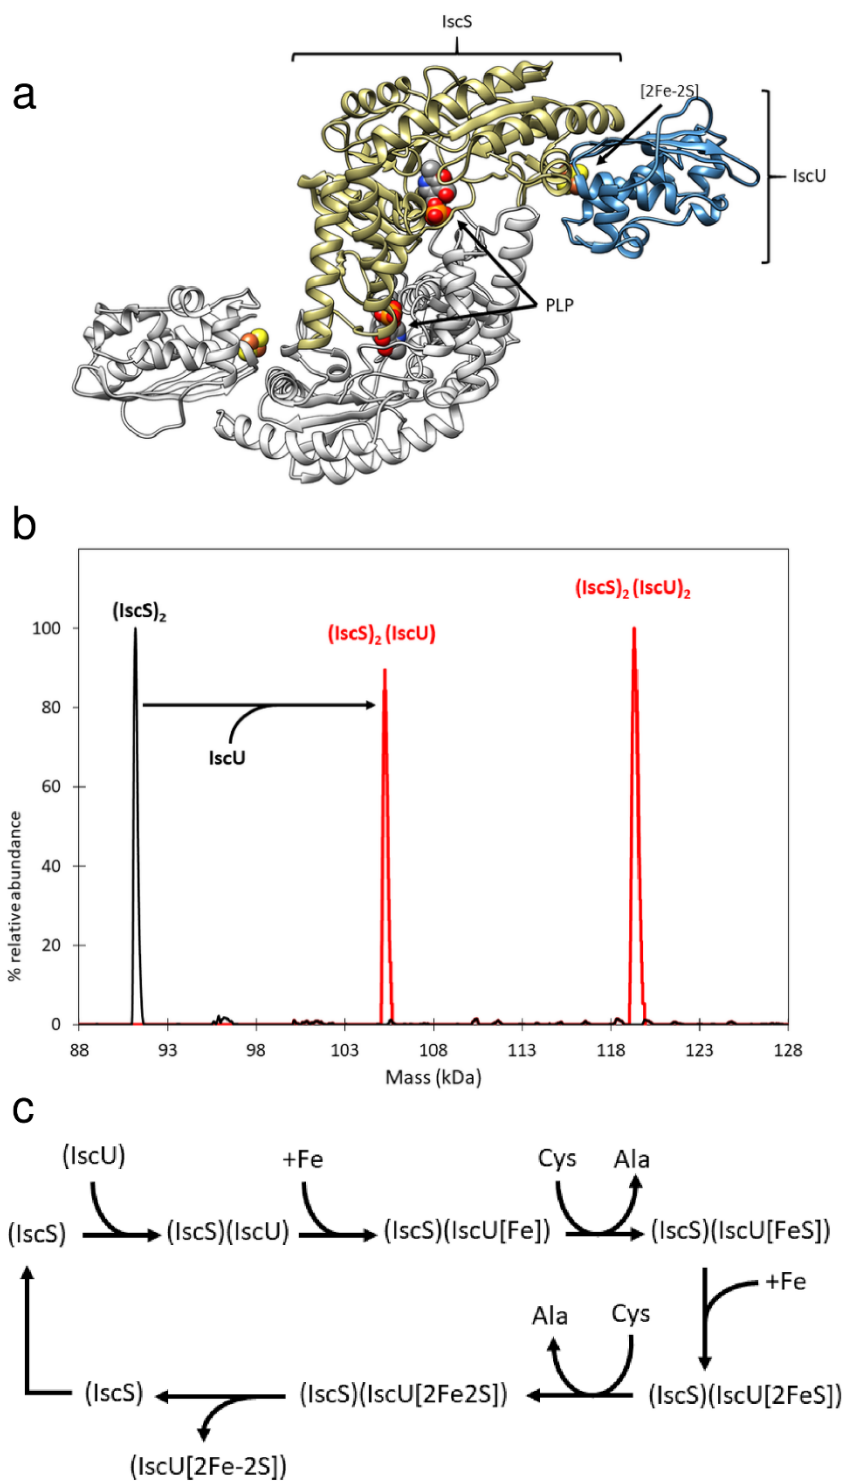 IscS
a
[2Fe-2S]
IscU
PLP
b
(IscS)₂
(IscS)₂ (IscU)
(IscS)₂ (IscU)₂
IscU
% relative abundance
100
80
60
40
20
0
88 93 98 103 108 113 118 123 128
Mass (kDa)
c
(IscU) +Fe Cys Ala
(IscS) (IscS)(IscU) (IscS)(IscU[Fe]) (IscS)(IscU[FeS])
+Fe
Ala Cys
(IscS) (IscS)(IscU[2Fe2S]) (IscS)(IscU[2FeS])
(IscU[2Fe-2S])